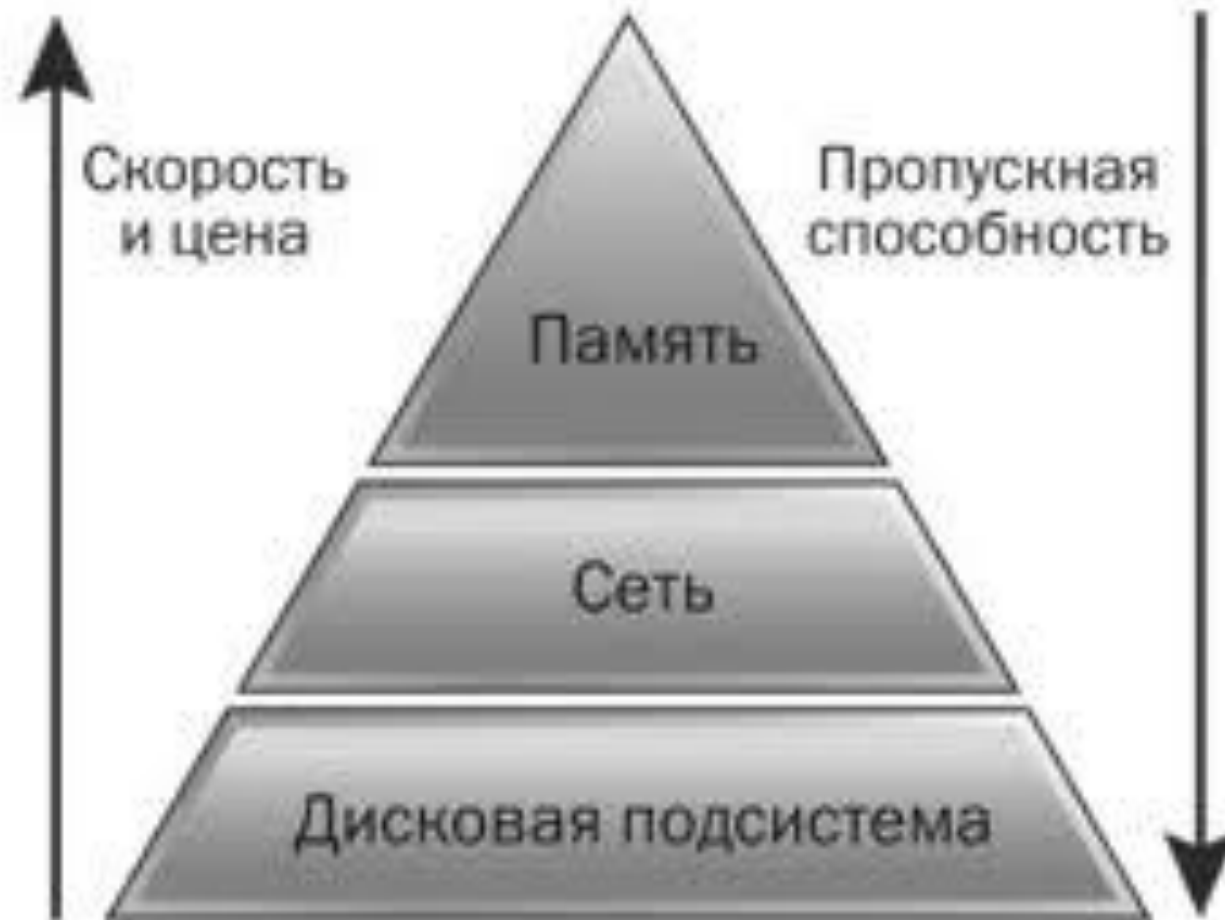 Скорость
и цена
Пропускная
способность
Память
Сеть
Дисковая подсистема